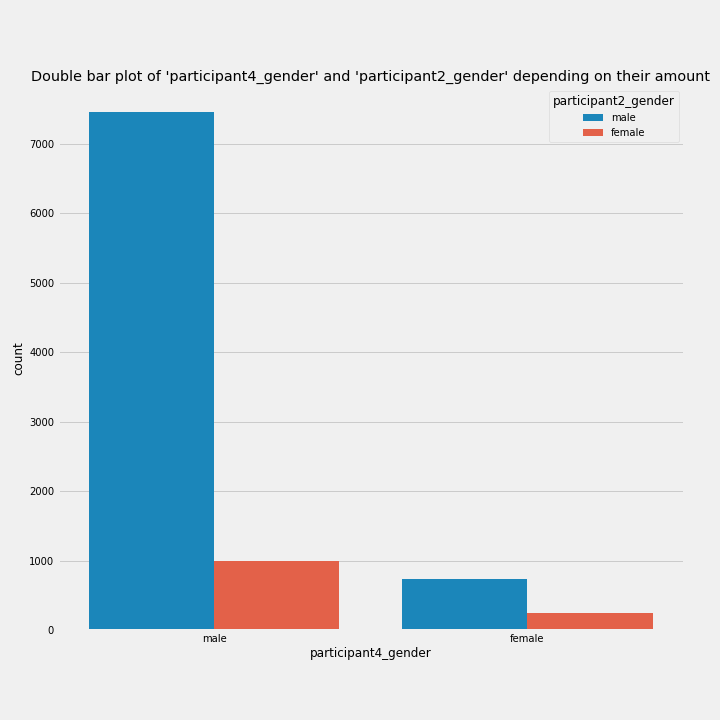 Double bar plot of 'participant4_gender' and 'participant2_gender' depending on their amount
participant2_gender
male
female
7000
6000
5000
4000
3000
2000
1000
0
count
male
female
participant4_gender